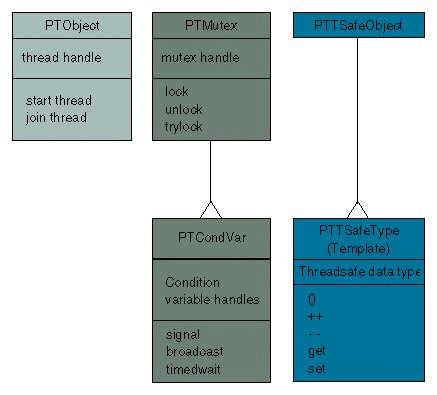 PTObject
thread handle
start thread
join thread
PTMutex
mutex handle
lock
unlock
trylock
PTTSafeObject
PTCondVar
Condition
variable handles
signal
broadcast
timedwait
PTTSafeType
(Template)
Threadsafe data type
()
++
- -
get
set